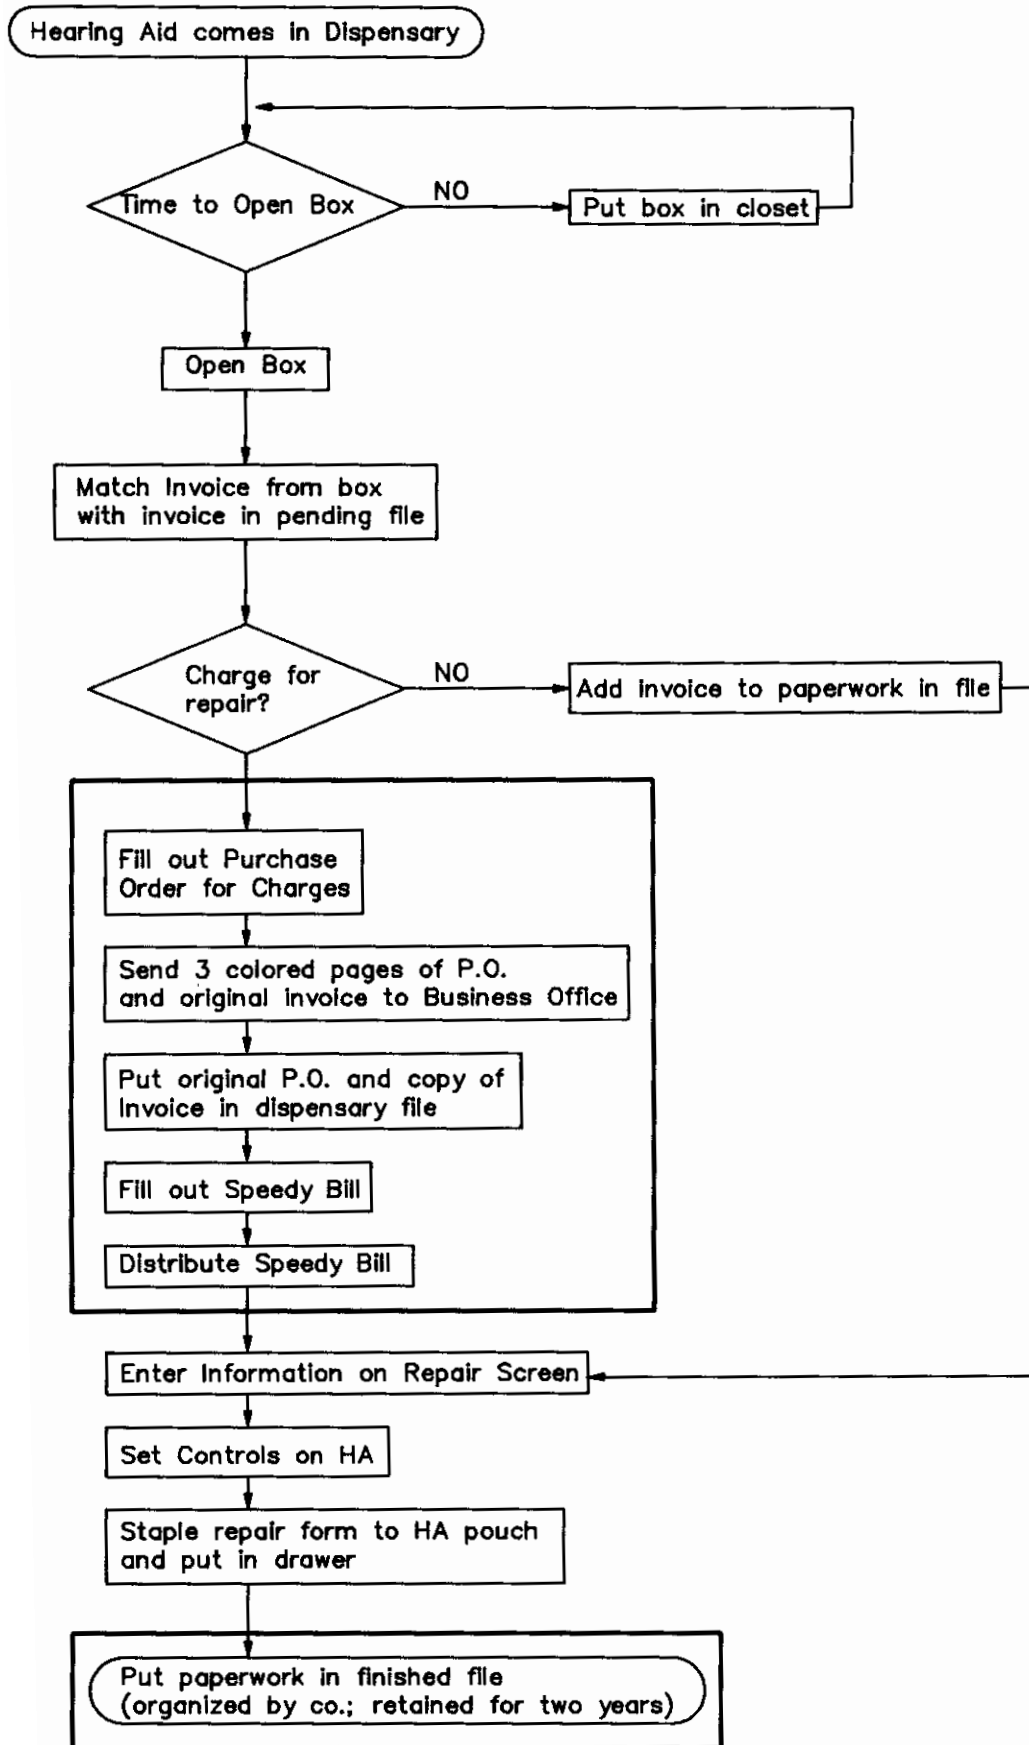 Hearing Aid comes in Dispensary
Time to Open Box
NO
Put box in closet
Open Box
Match Invoice from box
with invoice in pending file
Charge for
repair?
NO
Add invoice to paperwork in file
Fill out Purchase
Order for Charges
Send 3 colored pages of P.O.
and original invoice to Business Office
Put original P.O. and copy of
Invoice in dispensary file
Fill out Speedy Bill
Distribute Speedy Bill
Enter Information on Repair Screen
Set Controls on HA
Staple repair form to HA pouch
and put in drawer
Put paperwork in finished file
(organized by co.; retained for two years)